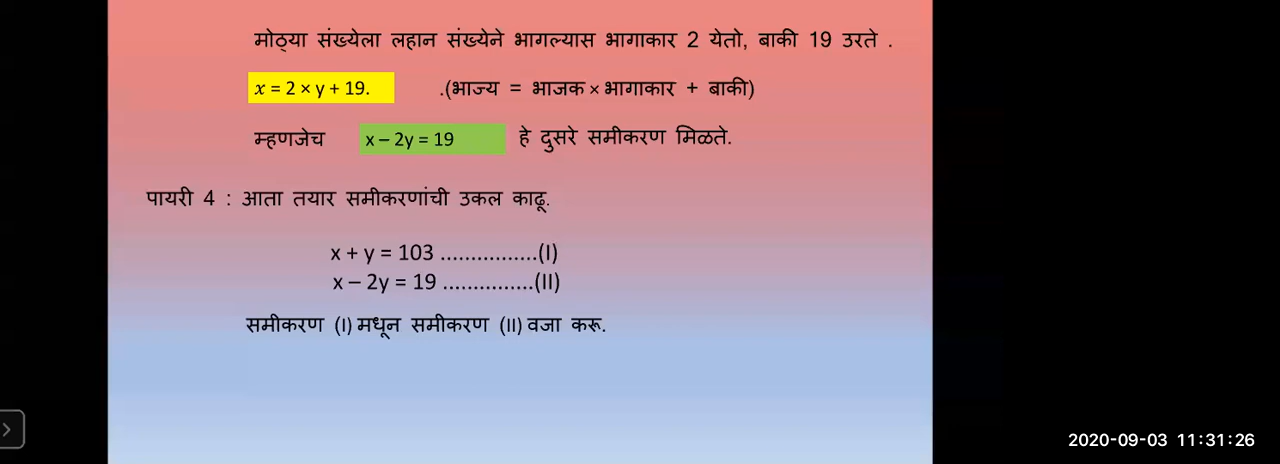 मोठ्या संख्येला लहान संख्येने भागल्यास भागाकार 2 येतो, बाकी 19 उरते .
x = 2 × y + 19. .(भाज्य = भाजक × भागाकार + बाकी)
म्हणजेच x – 2y = 19 हे दुसरे समीकरण मिळते.
पायरी 4 : आता तयार समीकरणांची उकल काढू.
x + y = 103 ................(I)
x – 2y = 19 ...............(II)
समीकरण (I) मधून समीकरण (II) वजा करू.
2020-09-03 11:31:26